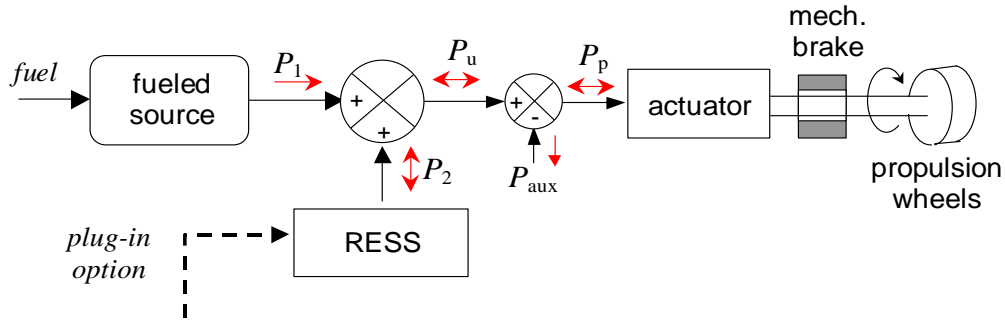 fuel
fueled
source
P1
+
+
Pu
+
-
Pp
Paux
P2
actuator
mech.
brake
propulsion
wheels
plug-in
option
RESS